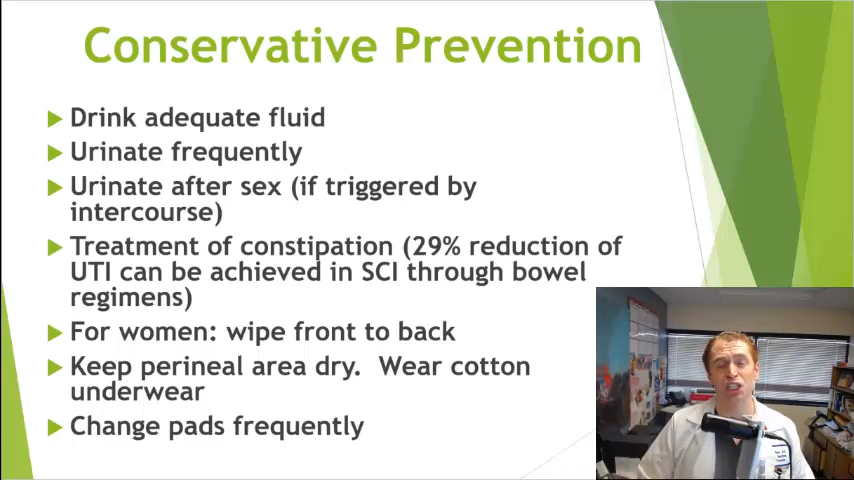 Conservative Prevention
Drink adequate fluid
Urinate frequently
Urinate after sex (if triggered by
intercourse)
Treatment of constipation (29% reduction of
UTI can be achieved in SCI through bowel
regimens)
For women: wipe front to back
Keep perineal area dry.  Wear cotton
underwear
Change pads frequently